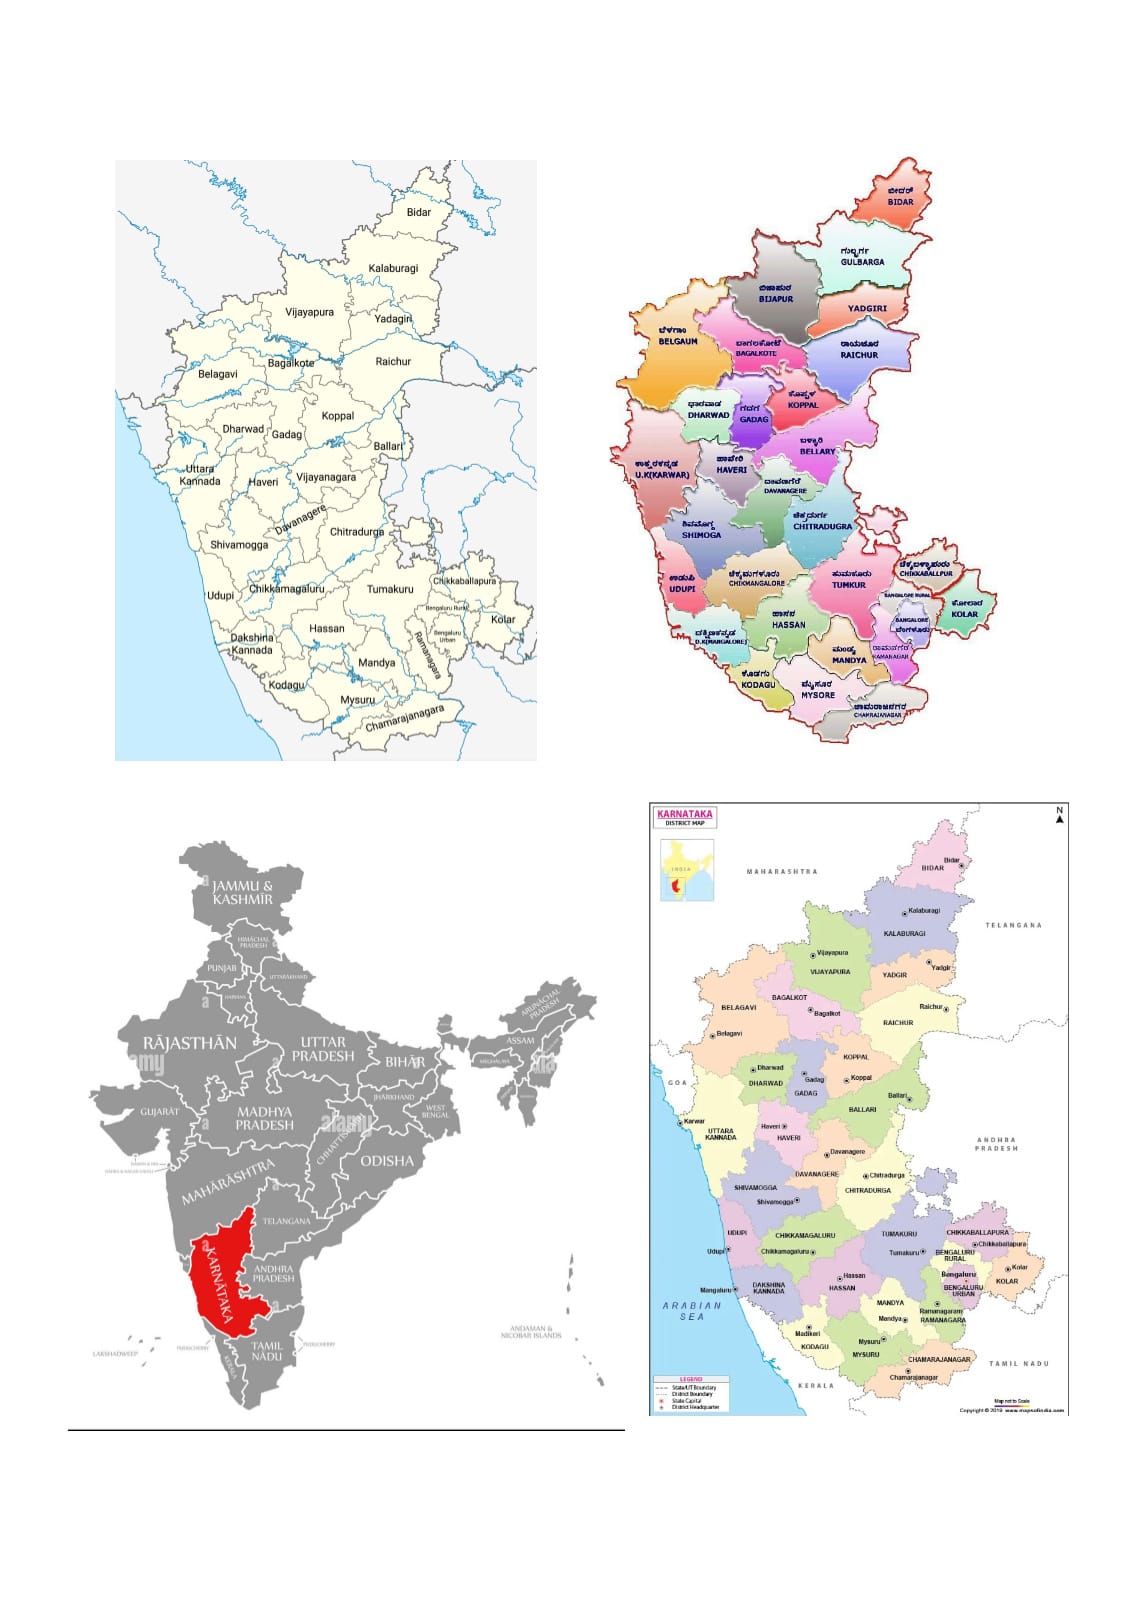 Bidar
Kalaburagi
Vijayapura
Yadagiri
Bagalkote
Raichur
Belagavi
Koppal
Dharwad
Gadag
Ballari
Uttara
Kannada
Haveri
Vijayanagara
Davanagere
Chitradurga
Shivamogga
Chikkaballapura
Udupi
Chikkamagaluru
Tumakuru
Bengaluru Rural
Kolar
Hassan
Bengaluru
Urban
Dakshina
Kannada
Ramanagara
Mandya
Kodagu
Mysuru
Chamarajanagara
ಬೀದರ್
BIDAR
ಗುಲ್ಬರ್ಗ
GULBARGA
ಬಿಜಾಪುರ
BIJAPUR
YADGIRI
ಬೆಳಗಾಂ
BELGAUM
ಬಾಗಲಕೋಟೆ
BAGALKOTE
ರಾಯಚೂರ
RAICHUR
ಧಾರವಾಡ
DHARWAD
ಗದಗ
GADAG
ಕೊಪ್ಪಳ
KOPPAL
ಬಳ್ಳಾರಿ
BELLARY
ಉತ್ತರಕನ್ನಡ
U.K(KARWAR)
ಹಾವೇರಿ
HAVERI
ದಾವಣಗೆರೆ
DAVANAGERE
ಶಿವಮೊಗ್ಗ
SHIMOGA
ಚಿತ್ರದುರ್ಗ
CHITRADUGRA
ಉಡುಪಿ
UDUPI
ಚಿಕ್ಕಮಗಳೂರು
CHIKMANGALORE
ತುಮಕೂರು
TUMKUR
ಚಿಕ್ಕಬಳ್ಳಾಪುರು
CHIKKABALLPUR
BANGALORE RURAL
ಕೋಲಾರ
KOLAR
ಹಾಸನ
HASSAN
BANGALORE
ಬೆಂಗಳೂರು
ದಕ್ಷಿಣಕನ್ನಡ
D.K(MANGALORE)
ಮಂಡ್ಯ
MANDYA
ರಾಮನಗರ
RAMANAGAR
ಕೊಡಗು
KODAGU
ಮೈಸೂರ
MYSORE
ಚಾಮರಾಜನಗರ
CHAMRAJANAGAR
JAMMU &
KASHMĪR
HIMĀCHAL
PRADESH
PUNJAB
UTTARAKHAND
HARYANA
RĀJASTHĀN
UTTAR
PRADESH
BIHĀR
ARUNĀCHAL
PRADESH
ASSAM
MEGHALAYA
GUJARĀT
MADHYA
PRADESH
JHĀRKHAND
WEST
BENGAL
CHHATTIS
alamy
ODISHA
MAHĀRĀSHTRA
TELANGANA
KARNĀTAKA
ANDHRA
PRADESH
TAMIL
NĀDU
KERALA
PUDUCHERRY
PUDUCHERRY
LAKSHADWEEP
ANDAMAN &
NICOBAR ISLANDS
KARNATAKA
DISTRICT MAP
INDIA
N
MAHARASHTRA
TELANGANA
GOA
ANDHRA
PRADESH
ARABIAN
SEA
KERALA
TAMIL NADU
Bidar
BIDAR
Kalaburagi
KALABURAGI
Vijayapura
VIJAYAPURA
Yadgir
YADGIR
BELAGAVI
Belagavi
BAGALKOT
Bagalkot
Raichur
RAICHUR
Dharwad
DHARWAD
Gadag
GADAG
KOPPAL
Koppal
Ballari
BALLARI
Karwar
UTTARA
KANNADA
Haveri
HAVERI
Davanagere
DAVANAGERE
Chitradurga
CHITRADURGA
SHIVAMOGGA
Shivamogga
UDUPI
Udupi
CHIKKAMAGALURU
Chikkamagaluru
TUMAKURU
Tumakuru
CHIKKABALLAPURA
Chikkaballapura
BENGALURU
RURAL
Bengaluru
BENGALURU
URBAN
Kolar
KOLAR
Mangaluru
DAKSHINA
KANNADA
Hassan
HASSAN
MANDYA
Mandya
Ramanagaram
RAMANAGARA
Madikeri
KODAGU
Mysuru
MYSURU
CHAMARAJANAGAR
Chamarajanagar
LEGEND
State/UT Boundary
District Boundary
State Capital
District Headquarter
Map not to Scale
Copyright © 2019 www.mapsofindia.com